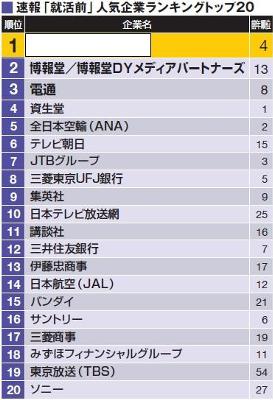 速報「就活前」人気企業ランキングトップ20
順位 企業名 前回順位
1 4
2 博報堂／博報堂DYメディアパートナーズ 13
3 電通 8
4 資生堂 1
5 全日本空輸（ANA） 2
6 テレビ朝日 15
7 JTBグループ 3
8 三菱東京UFJ銀行 5
9 集英社 9
10 日本テレビ放送網 25
11 講談社 16
12 三井住友銀行 7
13 伊藤忠商事 17
14 日本航空（JAL） 12
15 バンダイ 21
16 サントリー 6
17 三菱商事 19
18 みずほフィナンシャルグループ 11
19 東京放送（TBS） 54
20 ソニー 27